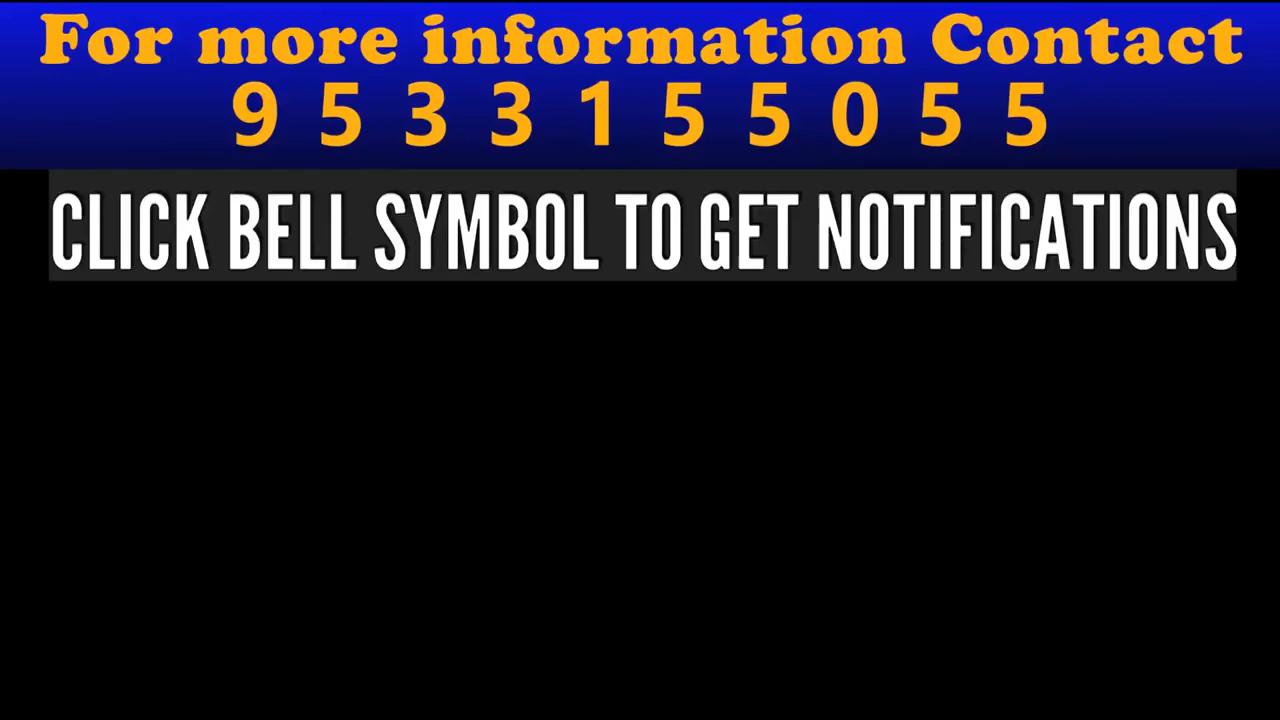 For more information Contact
9 5 3 3 1 5 5 0 5 5
CLICK BELL SYMBOL TO GET NOTIFICATIONS